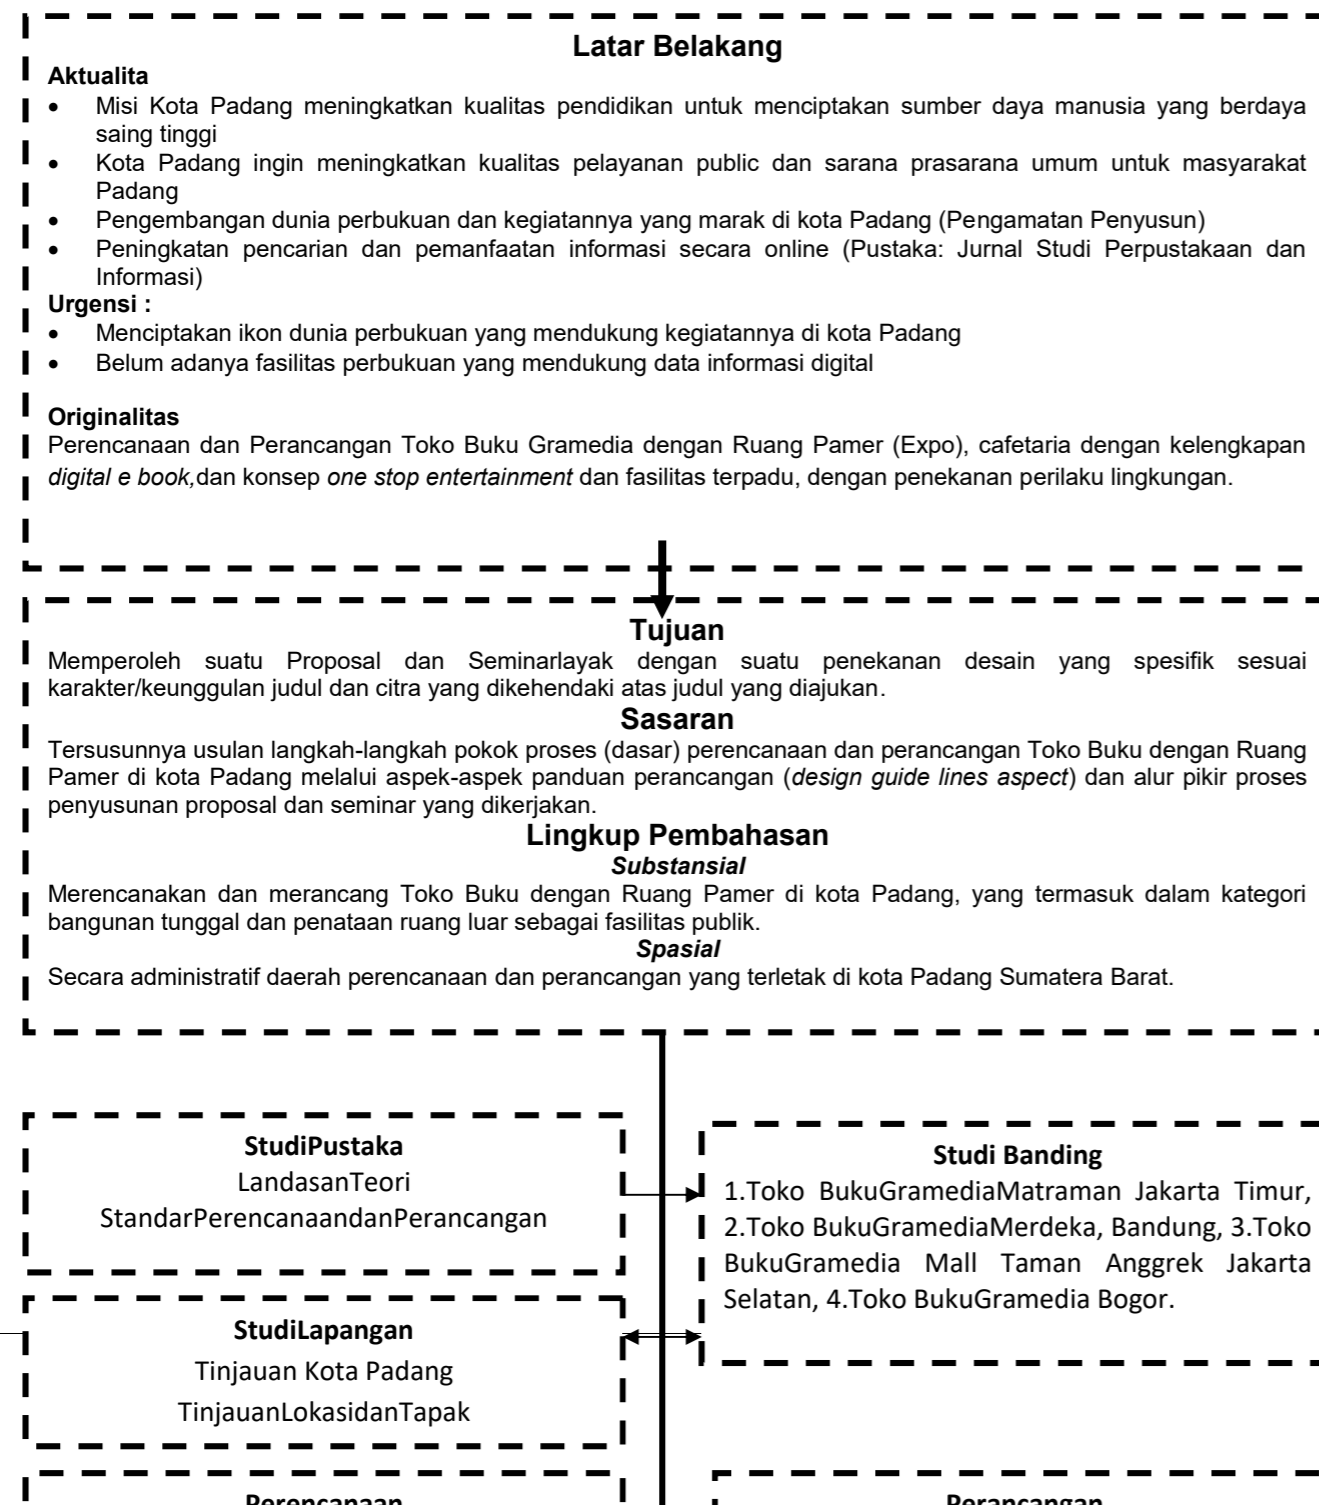 Latar Belakang
Aktualita
• Misi Kota Padang meningkatkan kualitas pendidikan untuk menciptakan sumber daya manusia yang berdaya
saing tinggi
• Kota Padang ingin meningkatkan kualitas pelayanan public dan sarana prasarana umum untuk masyarakat
Padang
• Pengembangan dunia perbukuan dan kegiatannya yang marak di kota Padang (Pengamatan Penyusun)
• Peningkatan pencarian dan pemanfaatan informasi secara online (Pustaka: Jurnal Studi Perpustakaan dan
Informasi)
Urgensi :
• Menciptakan ikon dunia perbukuan yang mendukung kegiatannya di kota Padang
• Belum adanya fasilitas perbukuan yang mendukung data informasi digital
Originalitas
Perencanaan dan Perancangan Toko Buku Gramedia dengan Ruang Pamer (Expo), cafetaria dengan kelengkapan
digital e book,dan konsep one stop entertainment dan fasilitas terpadu, dengan penekanan perilaku lingkungan.
Tujuan
Memperoleh suatu Proposal dan Seminarlayak dengan suatu penekanan desain yang spesifik sesuai
karakter/keunggulan judul dan citra yang dikehendaki atas judul yang diajukan.
Sasaran
Tersusunnya usulan langkah-langkah pokok proses (dasar) perencanaan dan perancangan Toko Buku dengan Ruang
Pamer di kota Padang melalui aspek-aspek panduan perancangan (design guide lines aspect) dan alur pikir proses
penyusunan proposal dan seminar yang dikerjakan.
Lingkup Pembahasan
Substansial
Merencanakan dan merancang Toko Buku dengan Ruang Pamer di kota Padang, yang termasuk dalam kategori
bangunan tunggal dan penataan ruang luar sebagai fasilitas publik.
Spasial
Secara administratif daerah perencanaan dan perancangan yang terletak di kota Padang Sumatera Barat.
StudiPustaka
LandasanTeori
StandarPerencanaandanPerancangan
Studi Banding
1.Toko BukuGramediaMatraman Jakarta Timur,
2.Toko BukuGramediaMerdeka, Bandung, 3.Toko
BukuGramedia Mall Taman Anggrek Jakarta
Selatan, 4.Toko BukuGramedia Bogor.
StudiLapangan
Tinjauan Kota Padang
TinjauanLokasidanTapak
Perencanaan
Perancangan